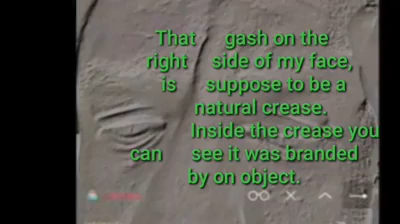 That gash on the
right side of my face,
is suppose to be a
natural crease.
Inside the crease you
can see it was branded
by on object.